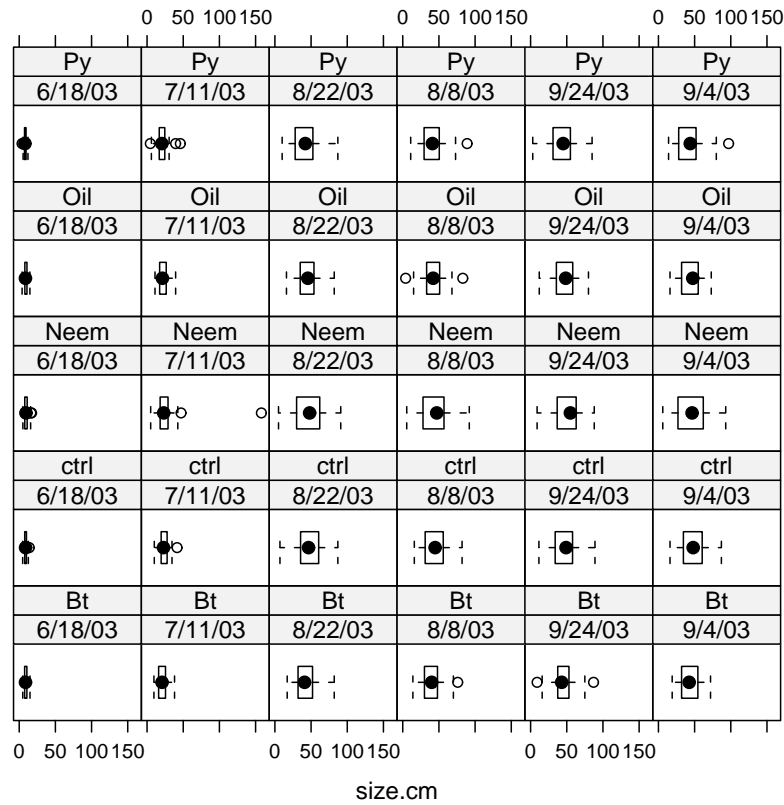 0 50 100 150 0 50 100 150 0 50 100 150
Py Py Py Py Py Py
6/18/03 7/11/03 8/22/03 8/8/03 9/24/03 9/4/03
Oil Oil Oil Oil Oil Oil
6/18/03 7/11/03 8/22/03 8/8/03 9/24/03 9/4/03
Neem Neem Neem Neem Neem Neem
6/18/03 7/11/03 8/22/03 8/8/03 9/24/03 9/4/03
ctrl ctrl ctrl ctrl ctrl ctrl
6/18/03 7/11/03 8/22/03 8/8/03 9/24/03 9/4/03
Bt Bt Bt Bt Bt Bt
6/18/03 7/11/03 8/22/03 8/8/03 9/24/03 9/4/03
0 50 100 150 0 50 100 150 0 50 100 150
size.cm